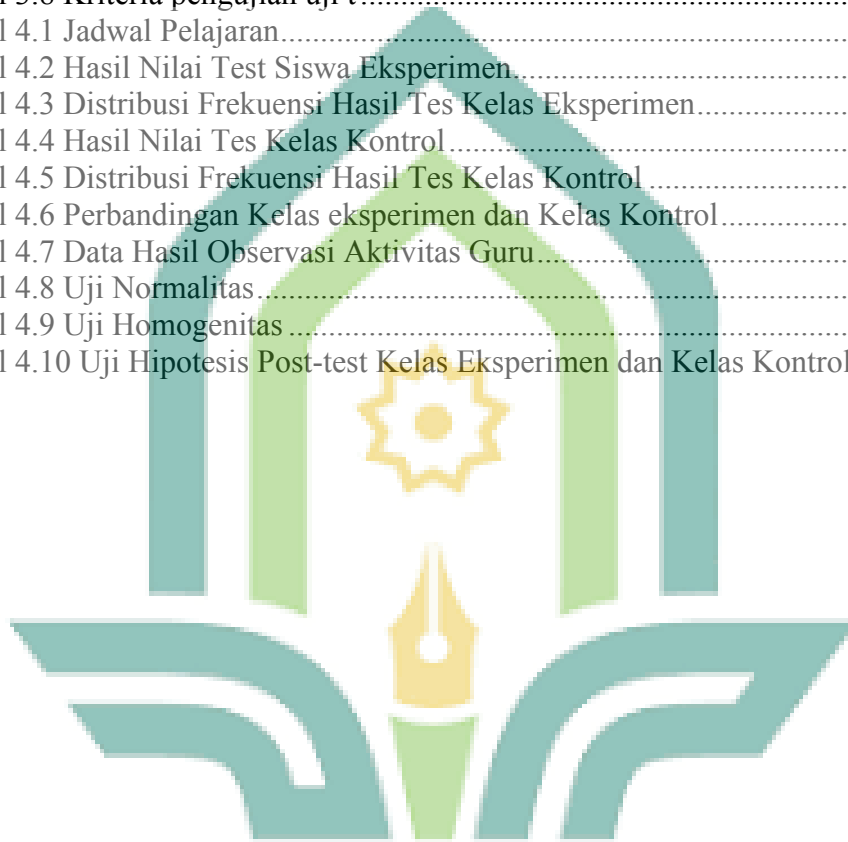 l 3.6 Kriteria pengujian uji t
l 4.1 Jadwal Pelajaran
l 4.2 Hasil Nilai Test Siswa Eksperimen
l 4.3 Distribusi Frekuensi Hasil Tes Kelas Eksperimen
l 4.4 Hasil Nilai Tes Kelas Kontrol
l 4.5 Distribusi Frekuensi Hasil Tes Kelas Kontrol
l 4.6 Perbandingan Kelas eksperimen dan Kelas Kontrol
l 4.7 Data Hasil Observasi Aktivitas Guru
l 4.8 Uji Normalitas
l 4.9 Uji Homogenitas
l 4.10 Uji Hipotesis Post-test Kelas Eksperimen dan Kelas Kontrol